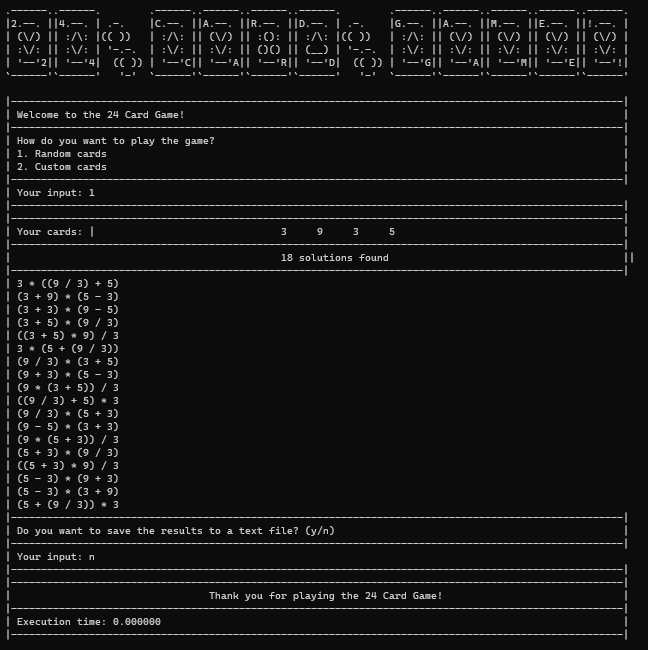 .------..------.        .------..------..------..------.        .------..------..------..------..------.
|2.--. ||4.--. | .-.     |C.--. ||A.--. ||R.--. ||D.--. | .-.     |G.--. ||A.--. ||M.--. ||E.--. ||!.--. |
| (\/) || :/\: |(( ))   | :/\: || (\/) || :(): || :/\: |(( ))   | :/\: || (\/) || (\/) || (\/) || (\/) |
| :\/: || :\/: | '-.-.  | :\/: || :\/: || ()() || (__) | '-.-.  | :\/: || :\/: || :\/: || :\/: || :\/: |
| '--'2|| '--'4|  (( )) | '--'C|| '--'A|| '--'R|| '--'D|  (( )) | '--'G|| '--'A|| '--'M|| '--'E|| '--'!|
`------'`------'   '-'  `------'`------'`------'`------'   '-'  `------'`------'`------'`------'`------'
| Welcome to the 24 Card Game! |
| How do you want to play the game? |
| 1. Random cards |
| 2. Custom cards |
| Your input: 1
| Your cards: | 3 9 3 5 |
| 18 solutions found ||
| 3 * ((9 / 3) + 5)
| (3 + 9) * (5 - 3)
| (3 + 3) * (9 - 5)
| (3 + 5) * (9 / 3)
| ((3 + 5) * 9) / 3
| 3 * (5 + (9 / 3))
| (9 / 3) * (3 + 5)
| (9 + 3) * (5 - 3)
| (9 * (3 + 5)) / 3
| ((9 / 3) + 5) * 3
| (9 / 3) * (5 + 3)
| (9 - 5) * (3 + 3)
| (9 * (5 + 3)) / 3
| (5 + 3) * (9 / 3)
| ((5 + 3) * 9) / 3
| (5 - 3) * (9 + 3)
| (5 - 3) * (3 + 9)
| (5 + (9 / 3)) * 3
| Do you want to save the results to a text file? (y/n) |
| Your input: n
| Thank you for playing the 24 Card Game! |
| Execution time: 0.000000 |